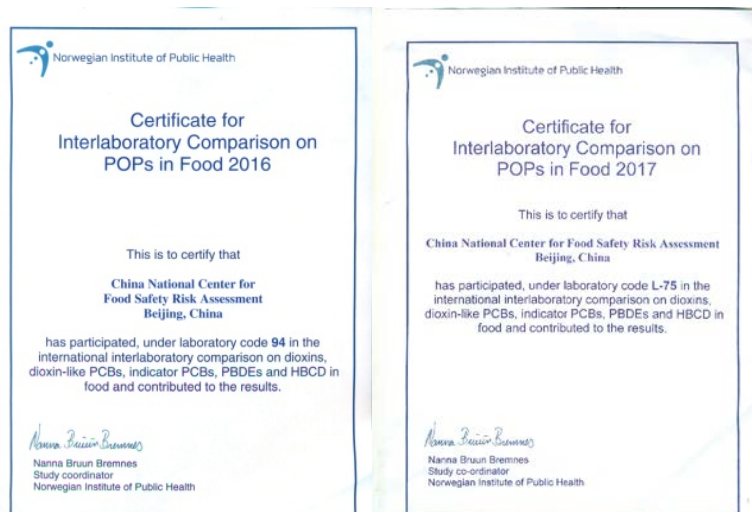 Norwegian Institute of Public Health
Certificate for
Interlaboratory Comparison on
POPs in Food 2016
This is to certify that
China National Center for
Food Safety Risk Assessment
Beijing, China
has participated, under laboratory code 94 in the
international interlaboratory comparison on dioxins,
dioxin-like PCBs, indicator PCBs, PBDEs and HBCD in
food and contributed to the results.
Nanna Bruun Bremnes
Nanna Bruun Bremnes
Study coordinator
Norwegian Institute of Public Health
Norwegian Institute of Public Health
Certificate for
Interlaboratory Comparison on
POPs in Food 2017
This is to certify that
China National Center for Food Safety Risk Assessment
Beijing, China
has participated, under laboratory code L-75 in the
international interlaboratory comparison on dioxins,
dioxin-like PCBs, indicator PCBs, PBDEs and HBCD in
food and contributed to the results.
Nanna Bruun Bremnes
Nanna Bruun Bremnes
Study co-ordinator
Norwegian Institute of Public Health